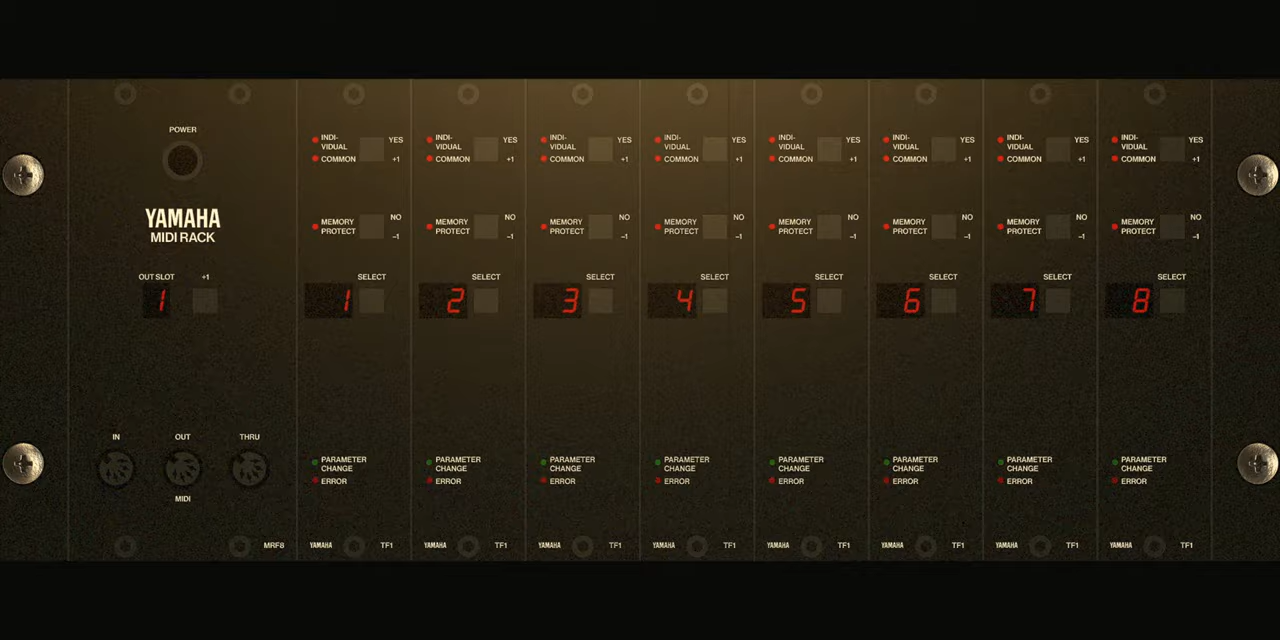 POWER
YAMAHA
MIDI RACK
OUT SLOT +1
1
IN OUT THRU
MIDI
MRF8
INDI-
VIDUAL
YES
COMMON +1
MEMORY
PROTECT
NO
-1
SELECT
1
PARAMETER
CHANGE
ERROR
YAMAHA TF1
INDI-
VIDUAL
YES
COMMON +1
MEMORY
PROTECT
NO
-1
SELECT
2
PARAMETER
CHANGE
ERROR
YAMAHA TF1
INDI-
VIDUAL
YES
COMMON +1
MEMORY
PROTECT
NO
-1
SELECT
3
PARAMETER
CHANGE
ERROR
YAMAHA TF1
INDI-
VIDUAL
YES
COMMON +1
MEMORY
PROTECT
NO
-1
SELECT
4
PARAMETER
CHANGE
ERROR
YAMAHA TF1
INDI-
VIDUAL
YES
COMMON +1
MEMORY
PROTECT
NO
-1
SELECT
5
PARAMETER
CHANGE
ERROR
YAMAHA TF1
INDI-
VIDUAL
YES
COMMON +1
MEMORY
PROTECT
NO
-1
SELECT
6
PARAMETER
CHANGE
ERROR
YAMAHA TF1
INDI-
VIDUAL
YES
COMMON +1
MEMORY
PROTECT
NO
-1
SELECT
7
PARAMETER
CHANGE
ERROR
YAMAHA TF1
INDI-
VIDUAL
YES
COMMON +1
MEMORY
PROTECT
NO
-1
SELECT
8
PARAMETER
CHANGE
ERROR
YAMAHA TF1